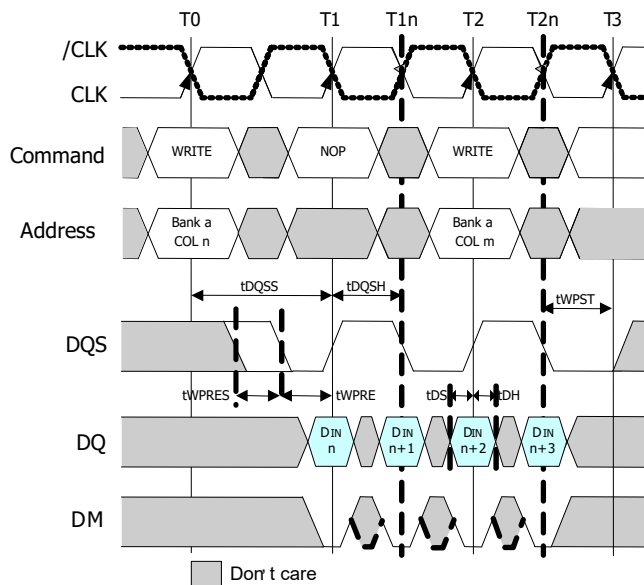 T0 T1 T1n T2 T2n T3
/CLK
CLK
Command WRITE NOP WRITE
Address Bank a COL n Bank a COL m
tDQSS tDQSH tWPST
DQS
tWPRES tWPRE tDS tDH
DQ DIN n DIN n+1 DIN n+2 DIN n+3
DM
Don't care